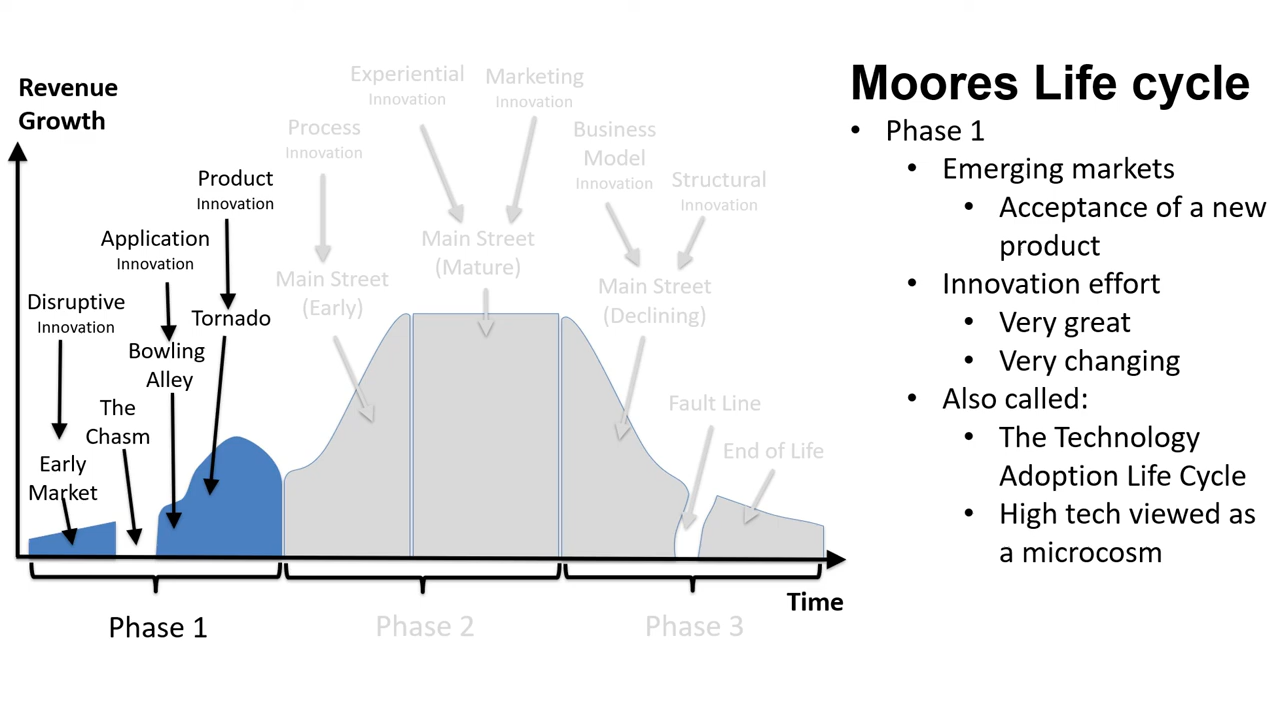 Revenue
Growth
Experiential
Innovation
Marketing
Innovation
Process
Innovation
Business
Model
Innovation
Structural
Innovation
Product
Innovation
Application
Innovation
Disruptive
Innovation
Main Street
(Early)
Main Street
(Mature)
Main Street
(Declining)
Tornado
Bowling
Alley
The
Chasm
Early
Market
Fault Line
End of Life
Time
Phase 1
Phase 2
Phase 3
Moores Life cycle
• Phase 1
• Emerging markets
• Acceptance of a new
product
• Innovation effort
• Very great
• Very changing
• Also called:
• The Technology
Adoption Life Cycle
• High tech viewed as
a microcosm